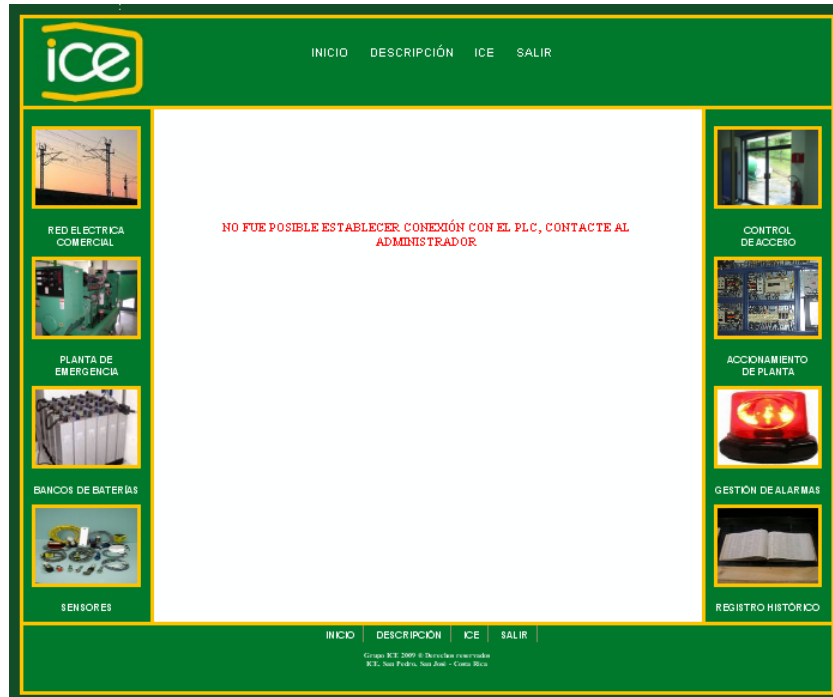 ice
INICIO DESCRIPCIÓN ICE SALIR
RED ELECTRICA
COMERCIAL
PLANTA DE
EMERGENCIA
BANCOS DE BATERÍAS
SENSORES
NO FUE POSIBLE ESTABLECER CONEXIÓN CON EL PLC, CONTACTE AL
ADMINISTRADOR
CONTROL
DE ACCESO
ACCIONAMIENTO
DE PLANTA
GESTIÓN DE ALARMAS
REGISTRO HISTÓRICO
INICIO DESCRIPCIÓN ICE SALIR
Grupo ICE 2009 © Derechos reservados
ICE, San Pedro, San José - Costa Rica